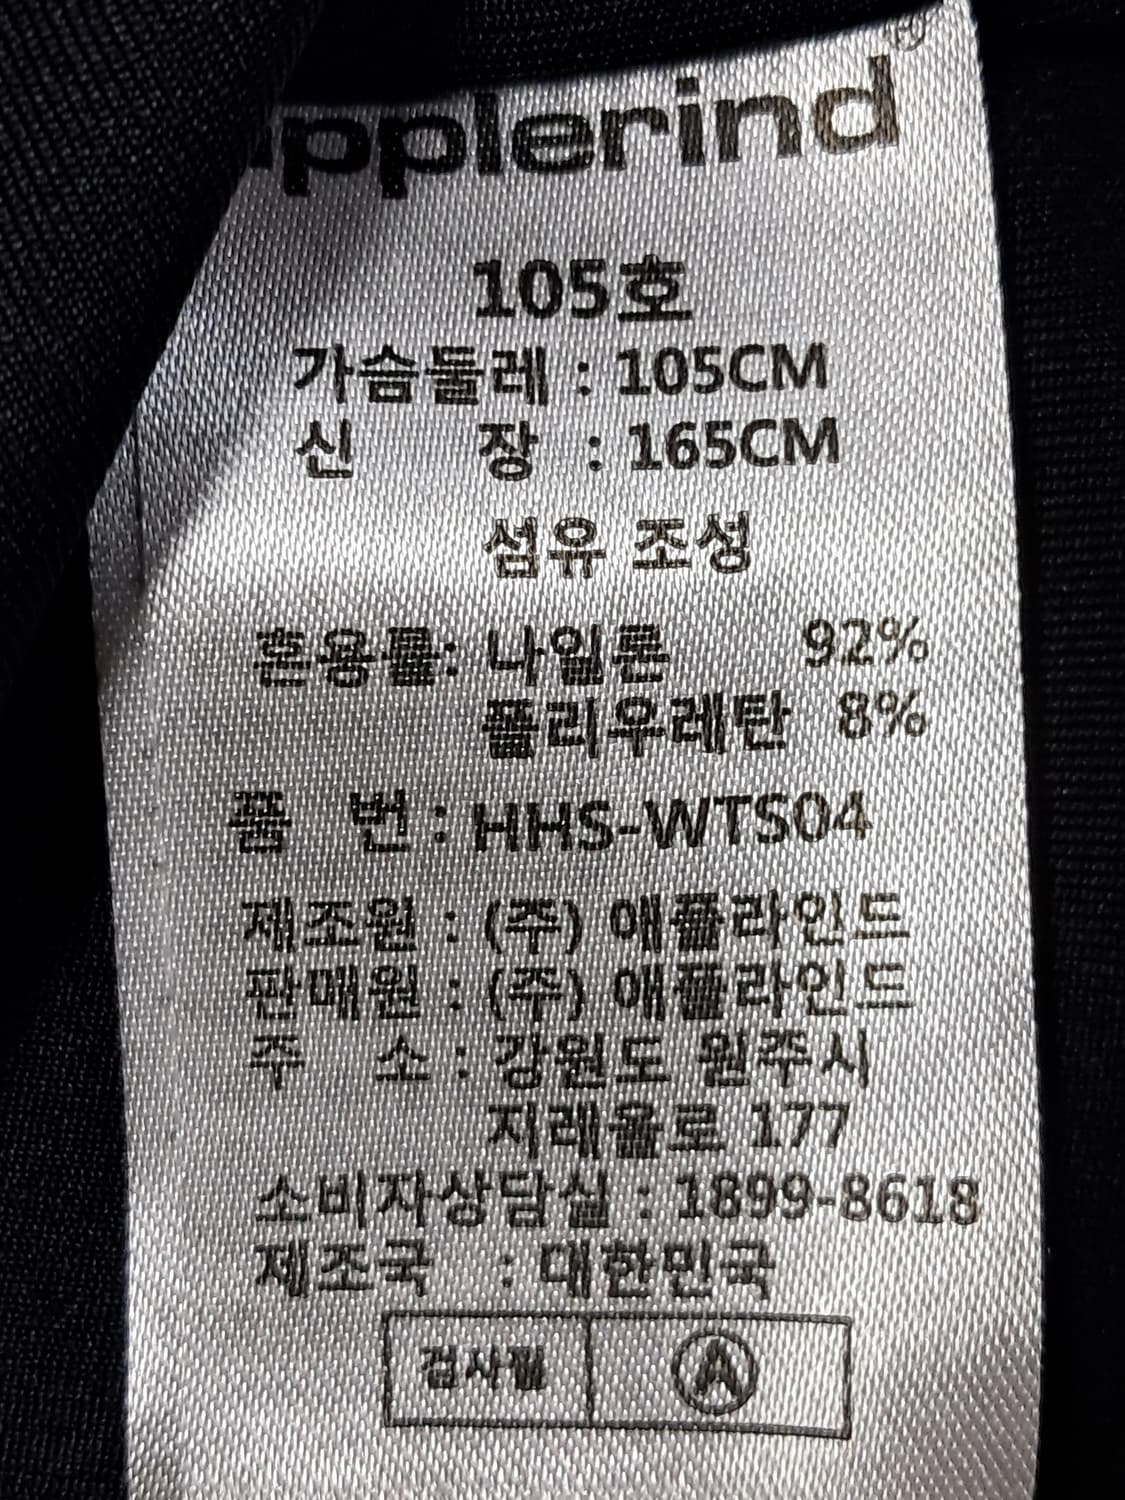 applerind
105호
가슴둘레 : 105CM
신 장 : 165CM
섬유 조성
혼용률: 나일론 92%
폴리우레탄 8%
품 번 : HHS-WTS04
제조원 : (주) 애플라인드
판매원 : (주) 애플라인드
주 소 : 강원도 원주시
지래울로 177
소비자상담실 : 1899-8618
제조국 : 대한민국
검사필 Ⓐ